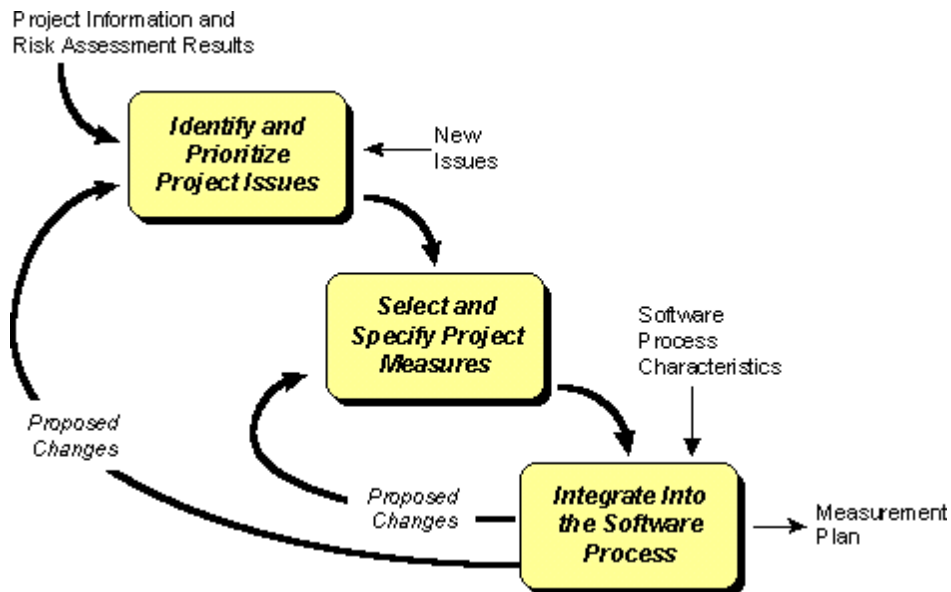 Project Information and
Risk Assessment Results
Identify and
Prioritize
Project Issues
New
Issues
Select and
Specify Project
Measures
Software
Process
Characteristics
Proposed
Changes
Proposed
Changes
Integrate Into
the Software
Process
Measurement
Plan